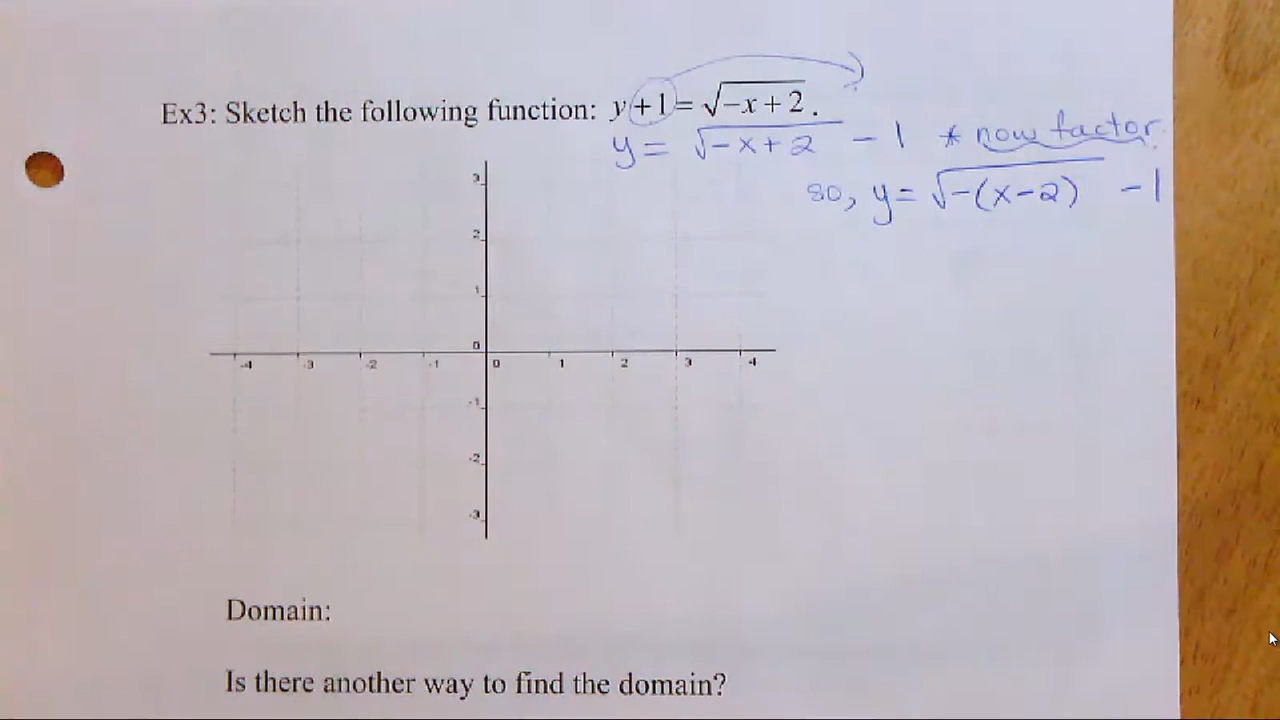 Ex3: Sketch the following function: y + 1 = √(-x + 2).
y = √(-x+2) - 1 * now factor.
so, y = √(-(x-2)) - 1
3
2
1
0
-4 -3 -2 -1 0 1 2 3 4
-1
-2
-3
Domain:
Is there another way to find the domain?